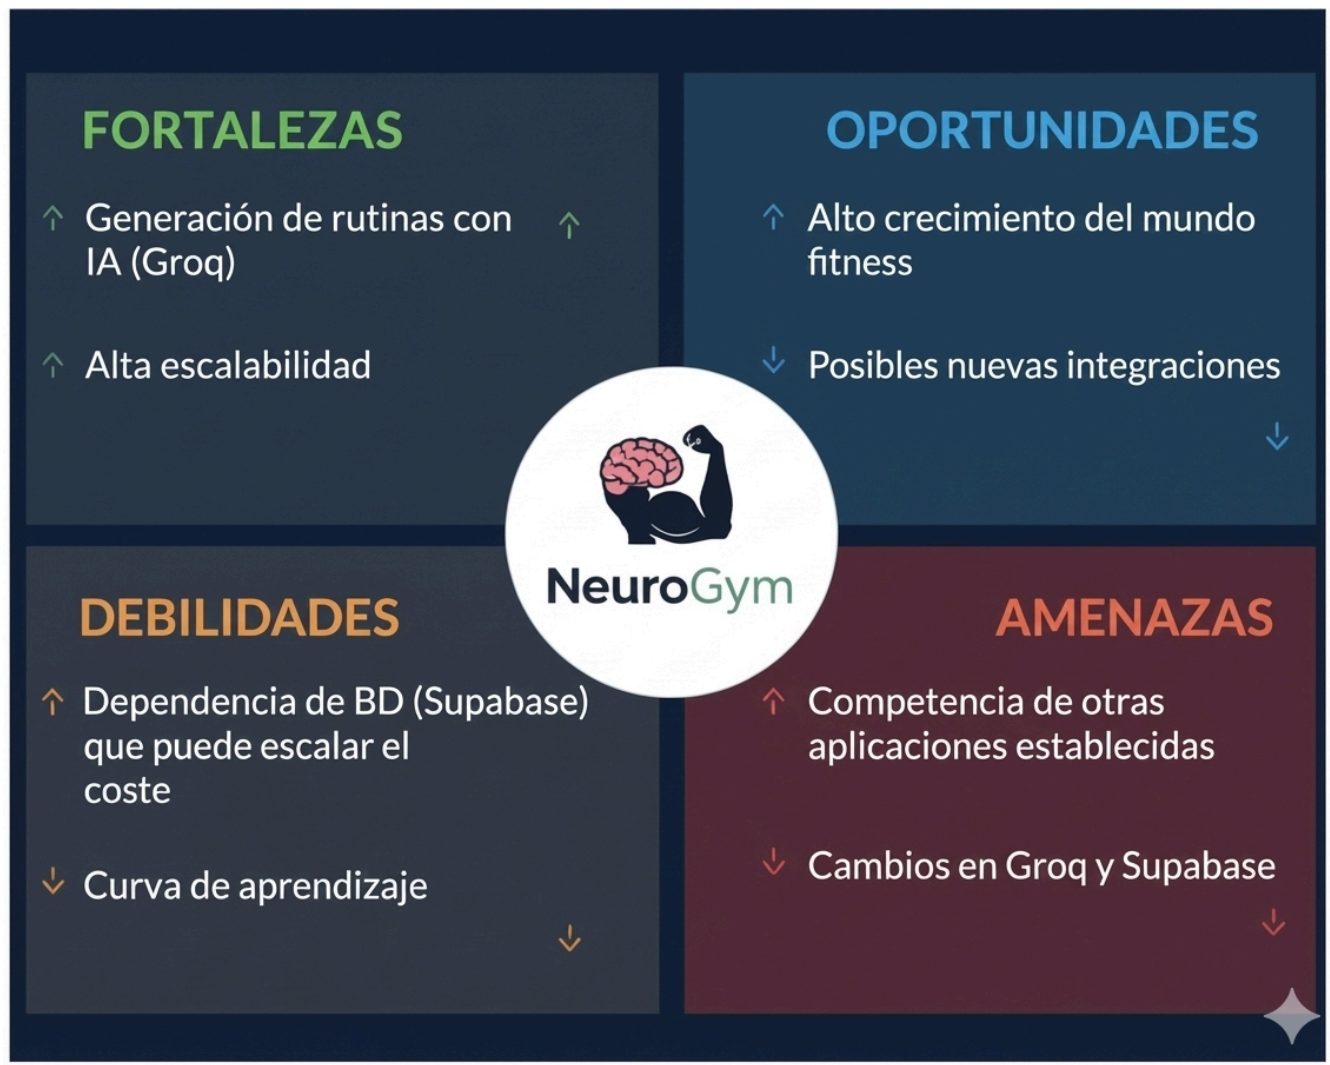 FORTALEZAS
Generación de rutinas con
IA (Groq)
Alta escalabilidad
OPORTUNIDADES
Alto crecimiento del mundo
fitness
Posibles nuevas integraciones
NeuroGym
DEBILIDADES
Dependencia de BD (Supabase)
que puede escalar el
coste
Curva de aprendizaje
AMENAZAS
Competencia de otras
aplicaciones establecidas
Cambios en Groq y Supabase